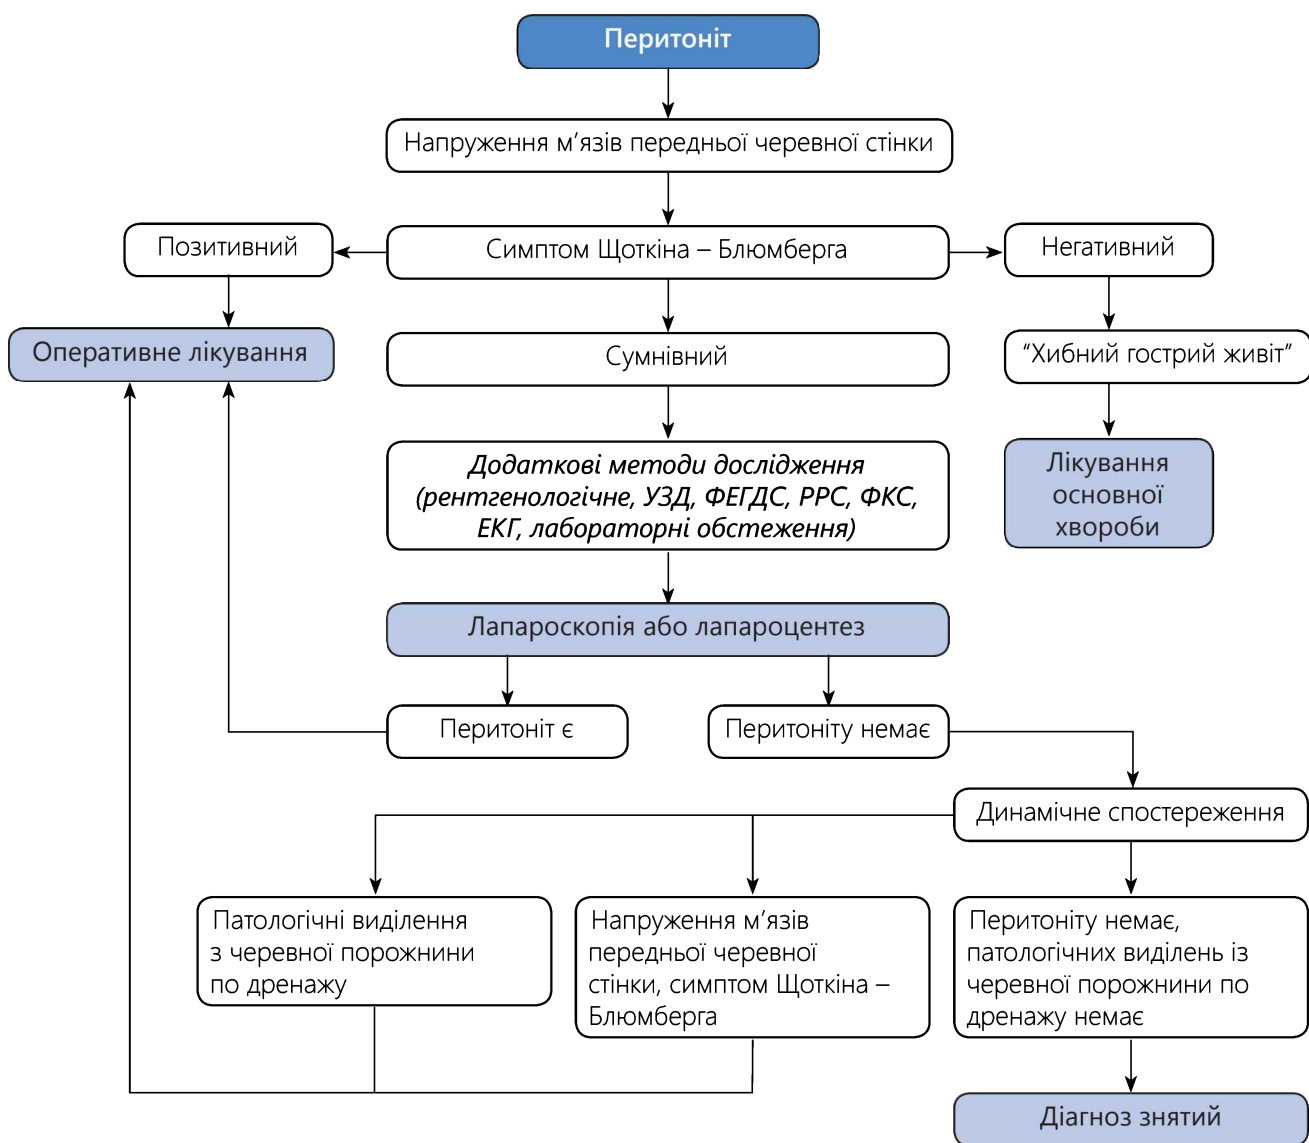 Перитоніт
Напруження м’язів передньої черевної стінки
Позитивний
Симптом Щоткіна – Блюмберга
Негативний
Оперативне лікування
Сумнівний
“Хибний гострий живіт”
Додаткові методи дослідження
(рентгенологічне, УЗД, ФЕГДС, РРС, ФКС,
ЕКГ, лабораторні обстеження)
Лікування
основної
хвороби
Лапароскопія або лапароцентез
Перитоніт є
Перитоніту немає
Динамічне спостереження
Патологічні виділення
з черевної порожнини
по дренажу
Напруження м’язів
передньої черевної
стінки, симптом Щоткіна –
Блюмберга
Перитоніту немає,
патологічних виділень із
черевної порожнини по
дренажу немає
Діагноз знятий